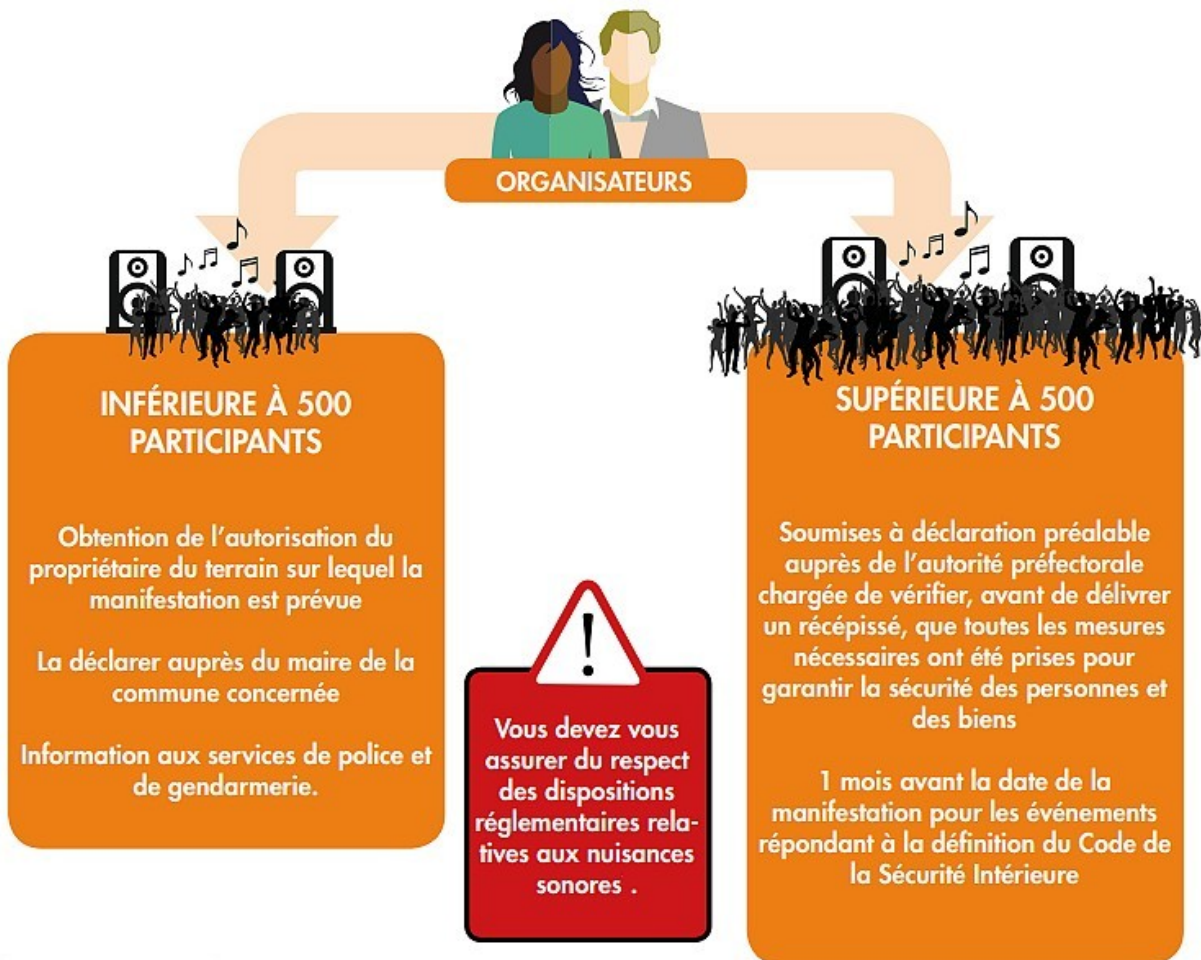 ORGANISATEURS
INFÉRIEURE À 500
PARTICIPANTS
Obtention de l'autorisation du
propriétaire du terrain sur lequel la
manifestation est prévue
La déclarer auprès du maire de la
commune concernée
Information aux services de police et
de gendarmerie.
!
Vous devez vous
assurer du respect
des dispositions
réglementaires rela-
tives aux nuisances
sonores .
SUPÉRIEURE À 500
PARTICIPANTS
Soumises à déclaration préalable
auprès de l'autorité préfectorale
chargée de vérifier, avant de délivrer
un récépissé, que toutes les mesures
nécessaires ont été prises pour
garantir la sécurité des personnes et
des biens
1 mois avant la date de la
manifestation pour les événements
répondant à la définition du Code de
la Sécurité Intérieure